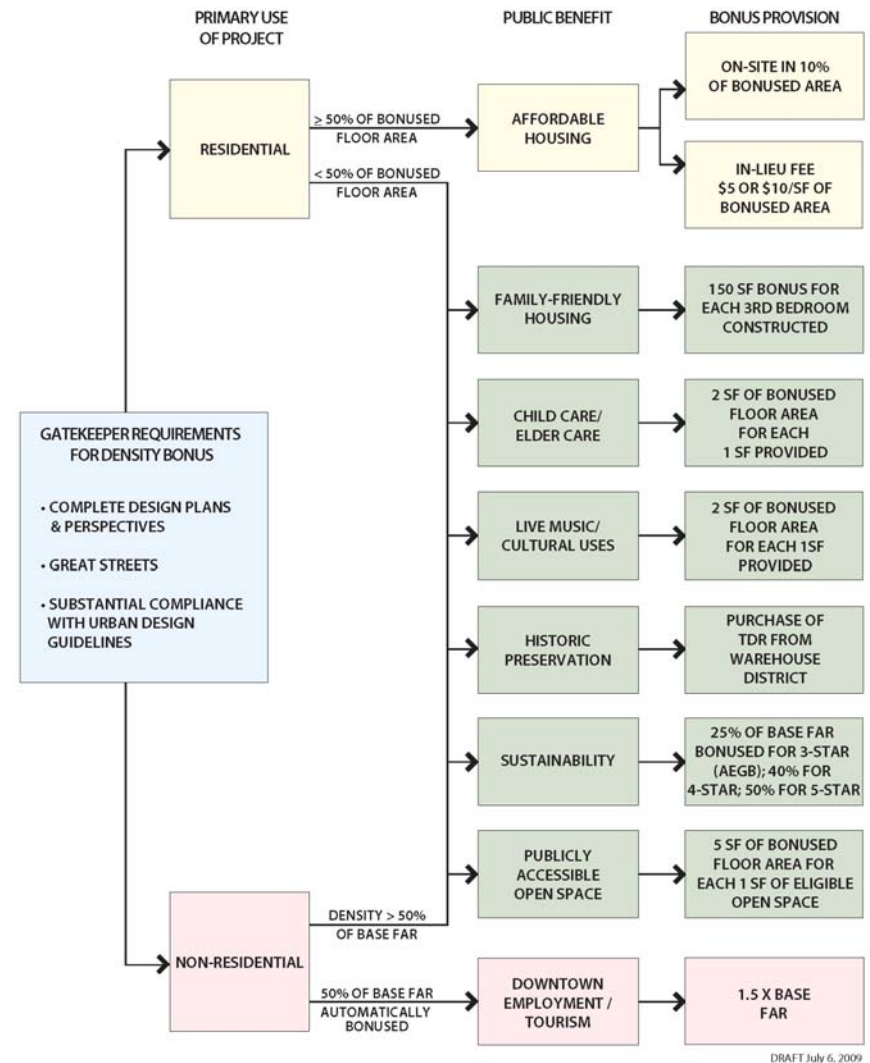 PRIMARY USE
OF PROJECT
PUBLIC BENEFIT
BONUS PROVISION
RESIDENTIAL
≥ 50% OF BONUSED
FLOOR AREA
< 50% OF BONUSED
FLOOR AREA
AFFORDABLE
HOUSING
ON-SITE IN 10%
OF BONUSED AREA
IN-LIEU FEE
$5 OR $10/SF OF
BONUSED AREA
FAMILY-FRIENDLY
HOUSING
150 SF BONUS FOR
EACH 3RD BEDROOM
CONSTRUCTED
CHILD CARE/
ELDER CARE
2 SF OF BONUSED
FLOOR AREA
FOR EACH
1 SF PROVIDED
GATEKEEPER REQUIREMENTS
FOR DENSITY BONUS
• COMPLETE DESIGN PLANS
& PERSPECTIVES
• GREAT STREETS
• SUBSTANTIAL COMPLIANCE
WITH URBAN DESIGN
GUIDELINES
LIVE MUSIC/
CULTURAL USES
2 SF OF BONUSED
FLOOR AREA
FOR EACH 1SF
PROVIDED
HISTORIC
PRESERVATION
PURCHASE OF
TDR FROM
WAREHOUSE
DISTRICT
SUSTAINABILITY
25% OF BASE FAR
BONUSED FOR 3-STAR
(AEGB); 40% FOR
4-STAR; 50% FOR 5-STAR
PUBLICLY
ACCESSIBLE
OPEN SPACE
5 SF OF BONUSED
FLOOR AREA FOR
EACH 1 SF OF ELIGIBLE
OPEN SPACE
NON-RESIDENTIAL
DENSITY > 50%
OF BASE FAR
50% OF BASE FAR
AUTOMATICALLY
BONUSED
DOWNTOWN
EMPLOYMENT /
TOURISM
1.5 X BASE
FAR
DRAFT July 6, 2009